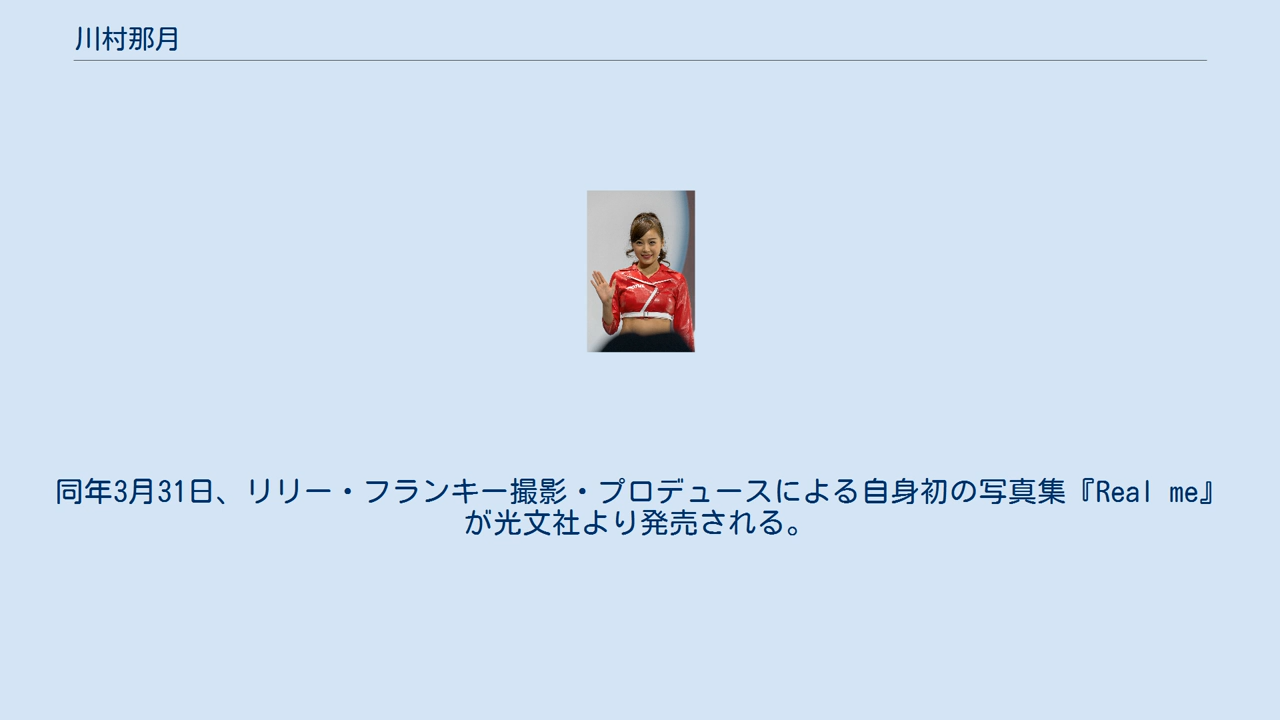 川村那月
同年3月31日、リリー・フランキー撮影・プロデュースによる自身初の写真集『Real me』
が光文社より発売される。